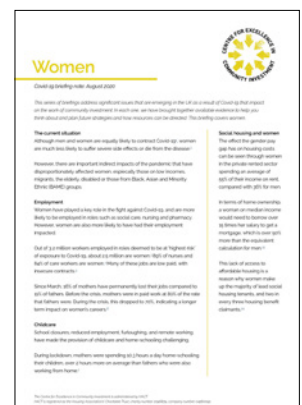 CENTRE FOR EXCELLENCE IN COMMUNITY INVESTMENT
Women
Covid 19 briefing note: August 2020
This series of briefings address significant issues that are emerging in the UK as a result of Covid 19 that impact
on the work of community investment. In each one, we have brought together available evidence to help you
think about and plan future strategies and how resources can be directed. This briefing covers women.
The current situation
Although men and women are equally likely to contract Covid 19, women
are much less likely to suffer severe side effects or die from the disease.
However, there are important indirect impacts of the pandemic that have
disproportionately affected women, especially those on low incomes,
migrants, the elderly, disabled or those from Black, Asian and Minority
Ethnic (BAME) groups.
Employment
Women have played a key role in the fight against Covid-19, and are more
likely to be employed in roles such as social care, nursing and pharmacy.
However, women are also more likely to have had their employment
impacted.
Out of 3.2 million workers employed in roles deemed to be at 'highest risk'
of exposure to Covid-19, about 2.5 million are women: (89% of nurses and
84% of care workers are women). Many of these jobs are low paid, with
insecure contracts.
Since March, 16% of mothers have permanently lost their jobs compared to
11% of fathers. Before the crisis, mothers were in paid work at 80% of the rate
that fathers were. During the crisis, this dropped to 70%, indicating a longer
term impact on women's careers.
Childcare
School closures, reduced employment, furloughing, and remote working
have made the provision of childcare and home schooling challenging.
During lockdown, mothers were spending 10.3 hours a day home schooling
their children, over 2 hours more on average than fathers who were also
working from home.
Social housing and women
The effect the gender pay
gap has on housing costs
can be seen through women
in the private rented sector
spending an average of
55% of their income on rent,
compared with 36% for men.
In terms of home ownership,
a woman on median income
would need to borrow over
12 times her salary to get a
mortgage, which is over 50%
more than the equivalent
calculation for men.
This lack of access to
affordable housing is a
reason why women make
up the majority of lead social
housing tenants, and two in
every three housing benefit
claimants.